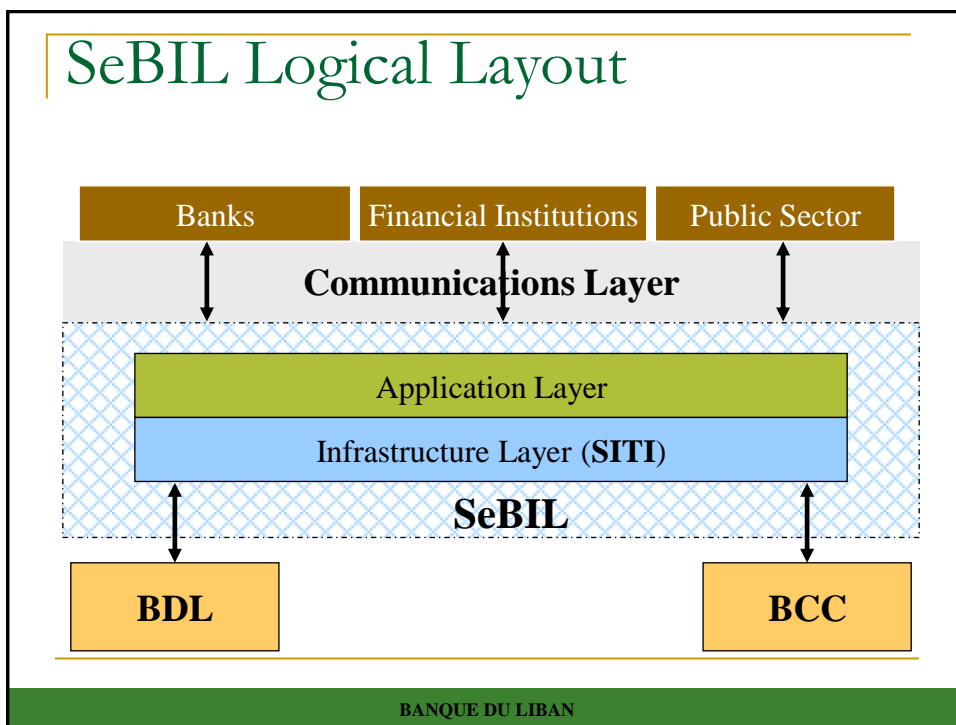 SeBIL Logical Layout
Banks
Financial Institutions
Public Sector
Communications Layer
Application Layer
Infrastructure Layer (SITI)
SeBIL
BDL
BCC
BANQUE DU LIBAN